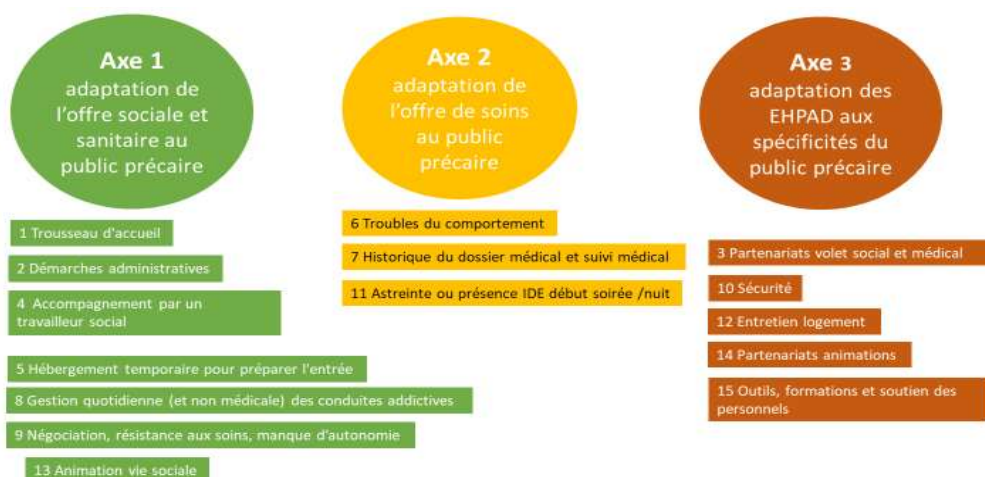 Axe 1
adaptation de
l'offre sociale et
sanitaire au
public précaire
1 Trousseau d'accueil
2 Démarches administratives
4 Accompagnement par un
travailleur social
5 Hébergement temporaire pour préparer l'entrée
8 Gestion quotidienne (et non médicale) des conduites addictives
9 Négociation, résistance aux soins, manque d'autonomie
13 Animation vie sociale
Axe 2
adaptation de
l'offre de soins
au public
précaire
6 Troubles du comportement
7 Historique du dossier médical et suivi médical
11 Astreinte ou présence IDE début soirée /nuit
Axe 3
adaptation des
EHPAD aux
spécificités du
public précaire
3 Partenariats volet social et médical
10 Sécurité
12 Entretien logement
14 Partenariats animations
15 Outils, formations et soutien des
personnels